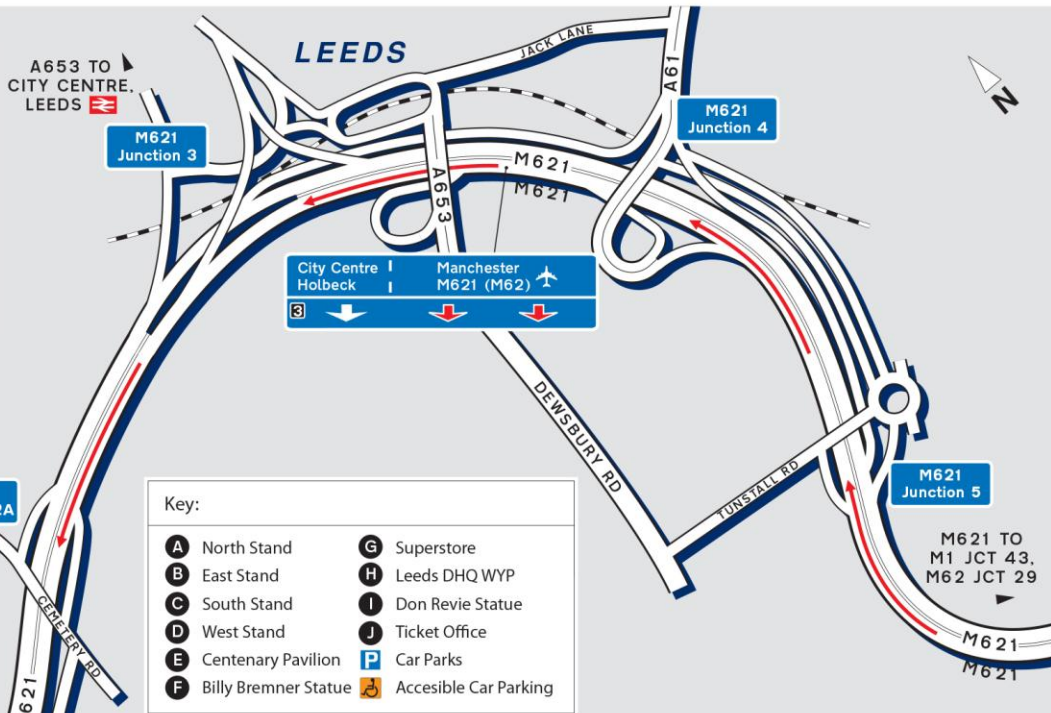 LEEDS
JACK LANE
A61
A653 TO
CITY CENTRE,
LEEDS
N
M621
Junction 3
M621
Junction 4
M621
M621
A653
City Centre
Holbeck
Manchester
M621 (M62)
3
DEWSBURY RD
TUNSTALL RD
M621
Junction 5
M621 TO
M1 JCT 43,
M62 JCT 29
M621
M621
2A
CEMETERY RD
621
Key:
A North Stand
B East Stand
C South Stand
D West Stand
E Centenary Pavilion
F Billy Bremner Statue
G Superstore
H Leeds DHQ WYP
I Don Revie Statue
J Ticket Office
P Car Parks
Accesible Car Parking